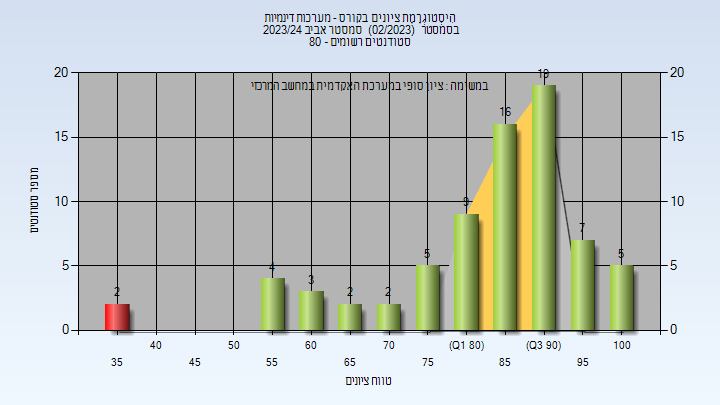 היסטוגרמת ציונים בקורס - מערכות דינמיות
בסמסטר (02/2023) סמסטר אביב 2023/24
סטודנטים רשומים - 80
במשימה : ציון סופי במערכת האקדמית במחשב המרכזי
מספר סטודנטים
20 20
15 15
10 10
5 5
0 0
2 4 3 2 2 5 9 16 19 7 5
40 50 60 70 (Q1 80) (Q3 90) 100
35 45 55 65 75 85 95
טווח ציונים